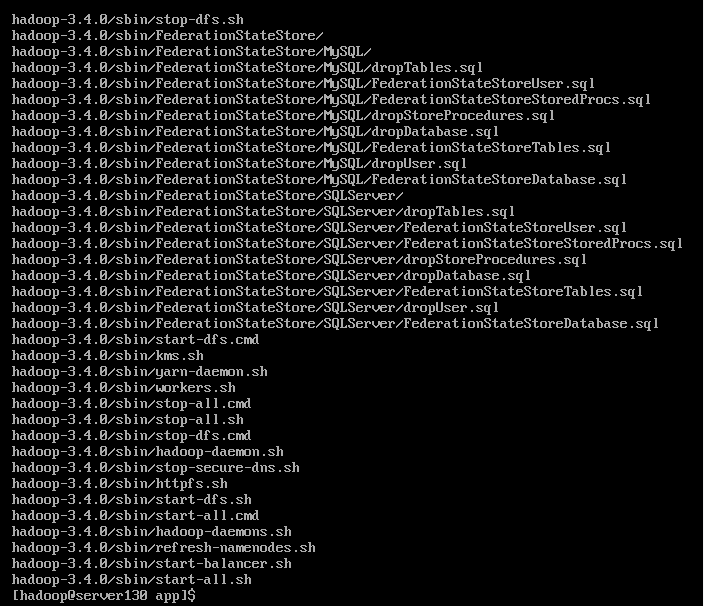 hadoop-3.4.0/sbin/stop-dfs.sh
hadoop-3.4.0/sbin/FederationStateStore/
hadoop-3.4.0/sbin/FederationStateStore/MySQL/
hadoop-3.4.0/sbin/FederationStateStore/MySQL/dropTables.sql
hadoop-3.4.0/sbin/FederationStateStore/MySQL/FederationStateStoreUser.sql
hadoop-3.4.0/sbin/FederationStateStore/MySQL/FederationStateStoreStoredProcs.sql
hadoop-3.4.0/sbin/FederationStateStore/MySQL/dropStoreProcedures.sql
hadoop-3.4.0/sbin/FederationStateStore/MySQL/dropDatabase.sql
hadoop-3.4.0/sbin/FederationStateStore/MySQL/FederationStateStoreTables.sql
hadoop-3.4.0/sbin/FederationStateStore/MySQL/dropUser.sql
hadoop-3.4.0/sbin/FederationStateStore/MySQL/FederationStateStoreDatabase.sql
hadoop-3.4.0/sbin/FederationStateStore/SQLServer/
hadoop-3.4.0/sbin/FederationStateStore/SQLServer/dropTables.sql
hadoop-3.4.0/sbin/FederationStateStore/SQLServer/FederationStateStoreUser.sql
hadoop-3.4.0/sbin/FederationStateStore/SQLServer/FederationStateStoreStoredProcs.sql
hadoop-3.4.0/sbin/FederationStateStore/SQLServer/dropStoreProcedures.sql
hadoop-3.4.0/sbin/FederationStateStore/SQLServer/dropDatabase.sql
hadoop-3.4.0/sbin/FederationStateStore/SQLServer/FederationStateStoreTables.sql
hadoop-3.4.0/sbin/FederationStateStore/SQLServer/dropUser.sql
hadoop-3.4.0/sbin/FederationStateStore/SQLServer/FederationStateStoreDatabase.sql
hadoop-3.4.0/sbin/start-dfs.cmd
hadoop-3.4.0/sbin/kms.sh
hadoop-3.4.0/sbin/yarn-daemon.sh
hadoop-3.4.0/sbin/workers.sh
hadoop-3.4.0/sbin/stop-all.cmd
hadoop-3.4.0/sbin/stop-all.sh
hadoop-3.4.0/sbin/stop-dfs.cmd
hadoop-3.4.0/sbin/hadoop-daemon.sh
hadoop-3.4.0/sbin/stop-secure-dns.sh
hadoop-3.4.0/sbin/httpfs.sh
hadoop-3.4.0/sbin/start-dfs.sh
hadoop-3.4.0/sbin/start-all.cmd
hadoop-3.4.0/sbin/hadoop-daemons.sh
hadoop-3.4.0/sbin/refresh-namenodes.sh
hadoop-3.4.0/sbin/start-balancer.sh
hadoop-3.4.0/sbin/start-all.sh
[hadoop@server130 app]$